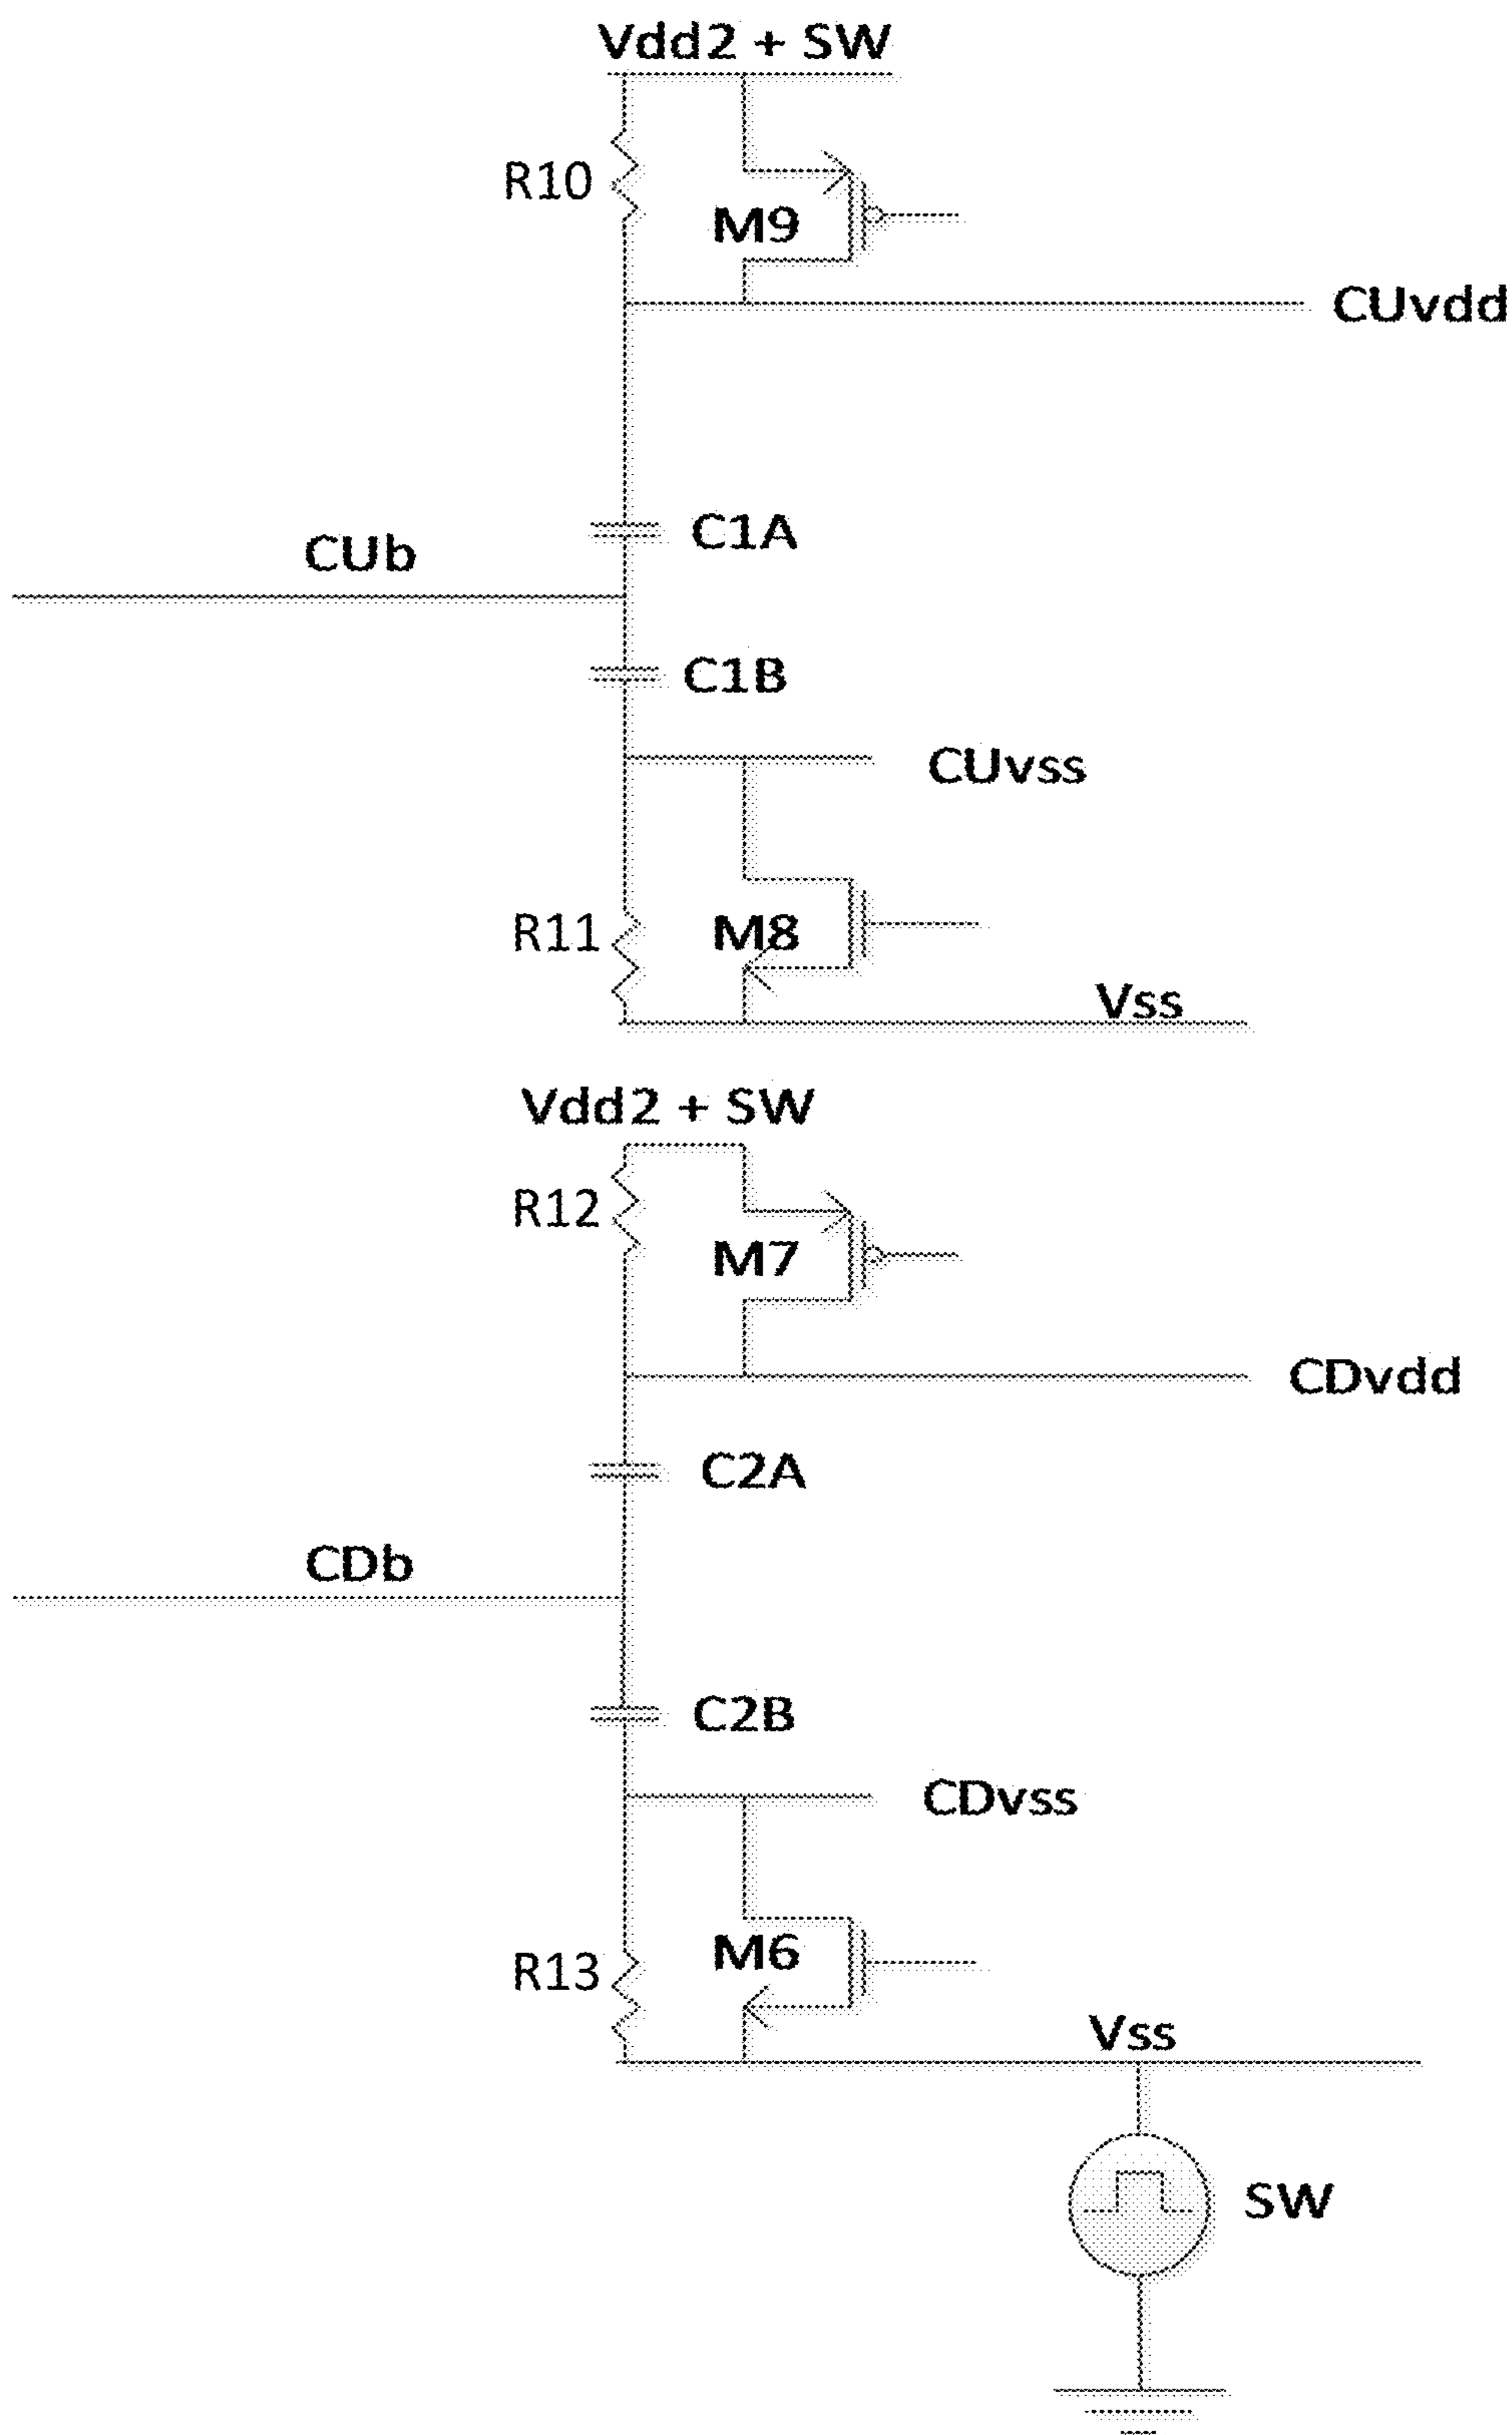 Vdd2 + SW
R10
M9
CUvdd
C1A
CUb
C1B
CUvss
R11
M8
Vss
Vdd2 + SW
R12
M7
CDvdd
C2A
CDb
C2B
CDvss
R13
M6
Vss
SW